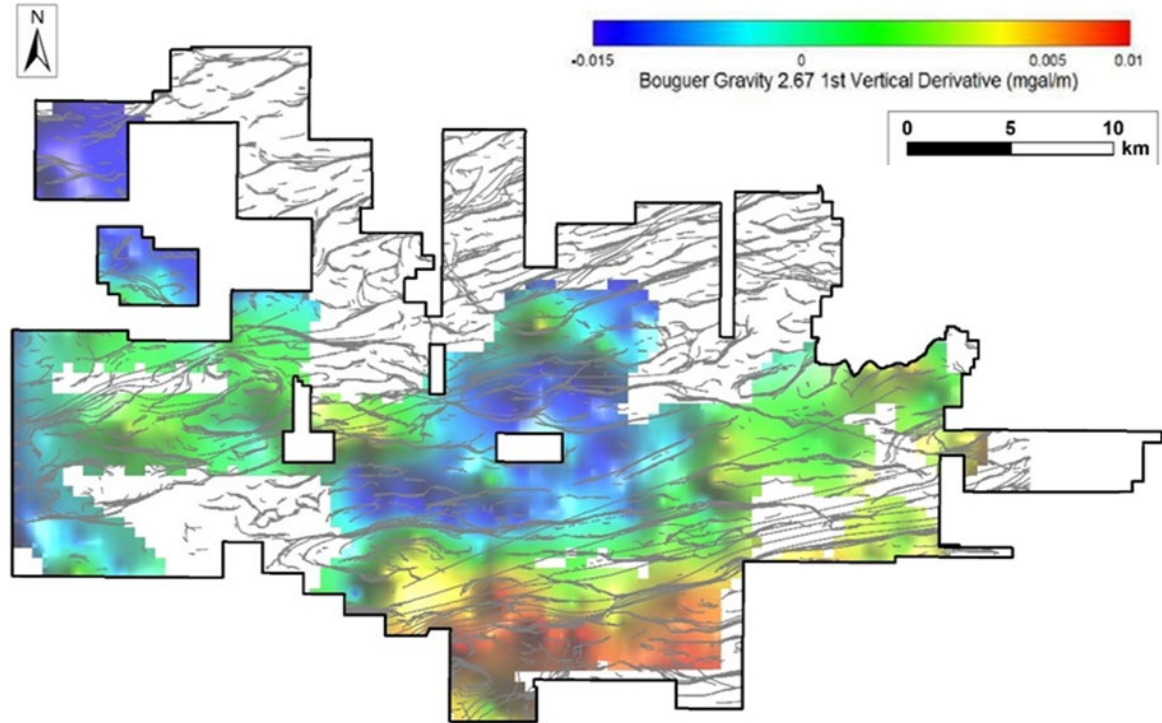 N
-0.015 0 0.005 0.01
Bouguer Gravity 2.67 1st Vertical Derivative (mgal/m)
0 5 10
km